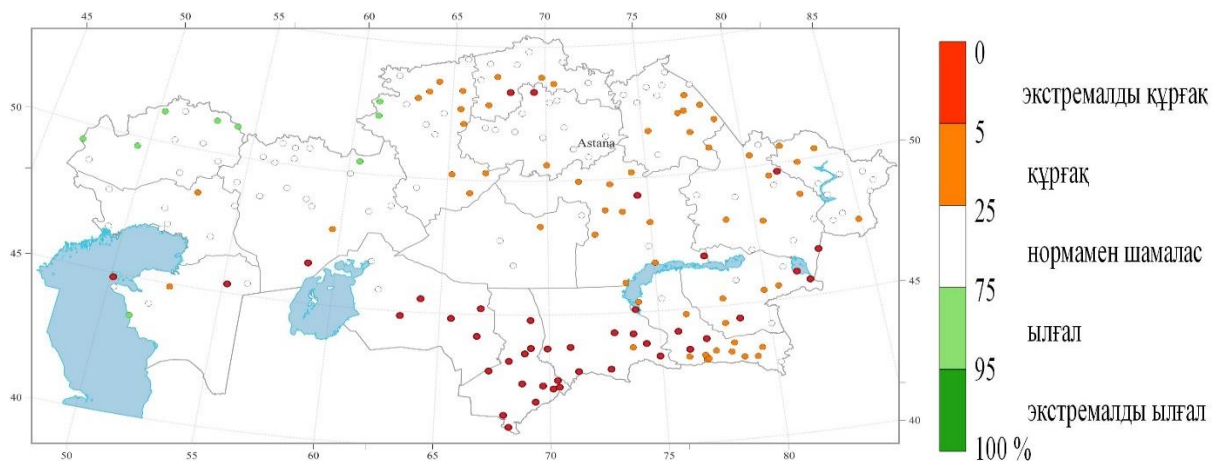 45 50 55 60 65 70 75 80 85
0
экстремалды құрғақ
50
5
Astana
50
құрғақ
25
45
нормамен шамалас
45
75
ылғал
95
40
экстремалды ылғал
40
100 %
50 55 60 65 70 75 80